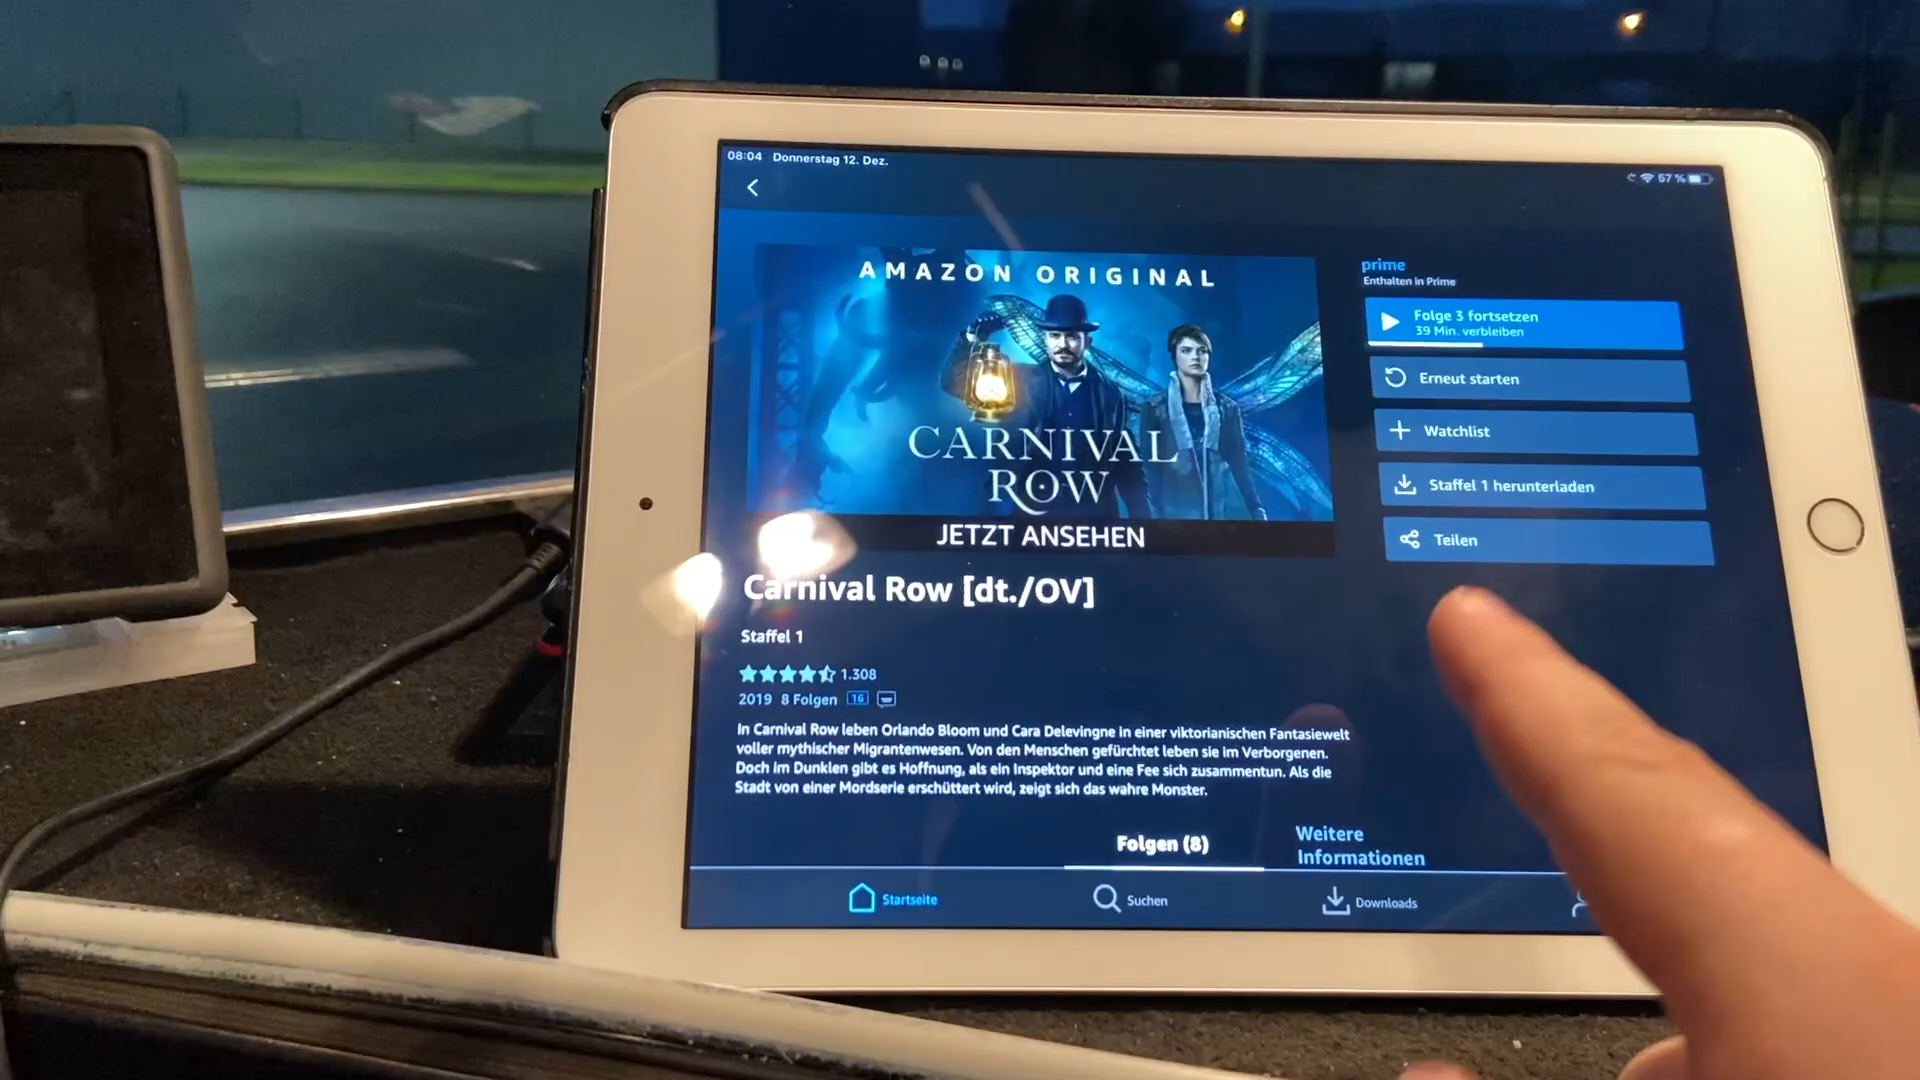 08:04 Donnerstag 12. Dez.
57 %
AMAZON ORIGINAL
CARNIVAL
ROW
JETZT ANSEHEN
prime
Enthalten in Prime
Folge 3 fortsetzen
39 Min. verbleiben
Erneut starten
Watchlist
Staffel 1 herunterladen
Teilen
Carnival Row [dt./OV]
Staffel 1
1.308
2019 8 Folgen 16
In Carnival Row leben Orlando Bloom und Cara Delevingne in einer viktorianischen Fantasiewelt
voller mythischer Migrantenwesen. Von den Menschen gefürchtet leben sie im Verborgenen.
Doch im Dunklen gibt es Hoffnung, als ein Inspektor und eine Fee sich zusammentun. Als die
Stadt von einer Mordserie erschüttert wird, zeigt sich das wahre Monster.
Folgen (8)
Weitere
Informationen
Startseite
Suchen
Downloads